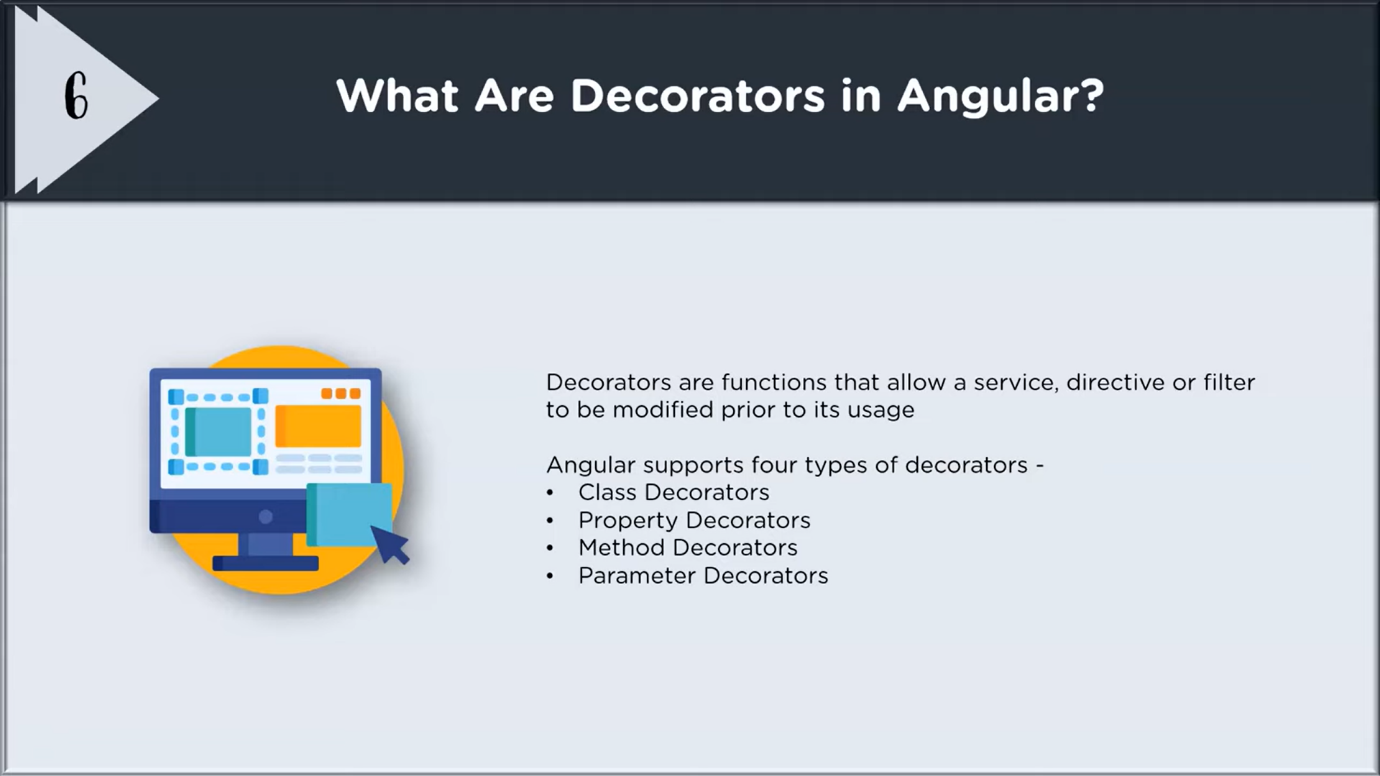 6
What Are Decorators in Angular?
Decorators are functions that allow a service, directive or filter
to be modified prior to its usage
Angular supports four types of decorators -
• Class Decorators
• Property Decorators
• Method Decorators
• Parameter Decorators